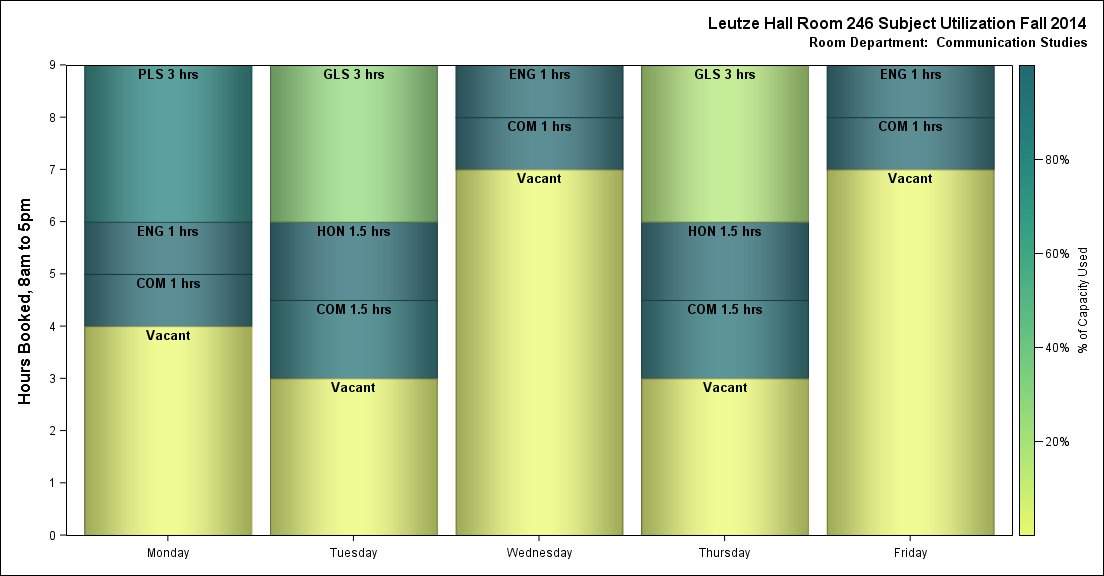 Leutze Hall Room 246 Subject Utilization Fall 2014
Room Department:  Communication Studies
Hours Booked, 8am to 5pm
9
8
7
6
5
4
3
2
1
0
PLS 3 hrs
ENG 1 hrs
COM 1 hrs
Vacant
Monday
GLS 3 hrs
HON 1.5 hrs
COM 1.5 hrs
Vacant
Tuesday
ENG 1 hrs
COM 1 hrs
Vacant
Wednesday
GLS 3 hrs
HON 1.5 hrs
COM 1.5 hrs
Vacant
Thursday
ENG 1 hrs
COM 1 hrs
Vacant
Friday
80%
60%
40%
20%
% of Capacity Used